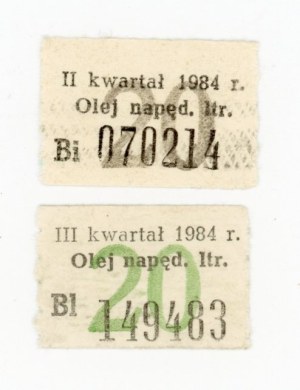 II kwartał 1984 r.
Olej napęd. ltr.
20
Bi 070214
III kwartał 1984 r.
Olej napęd. ltr.
20
Bl 149483